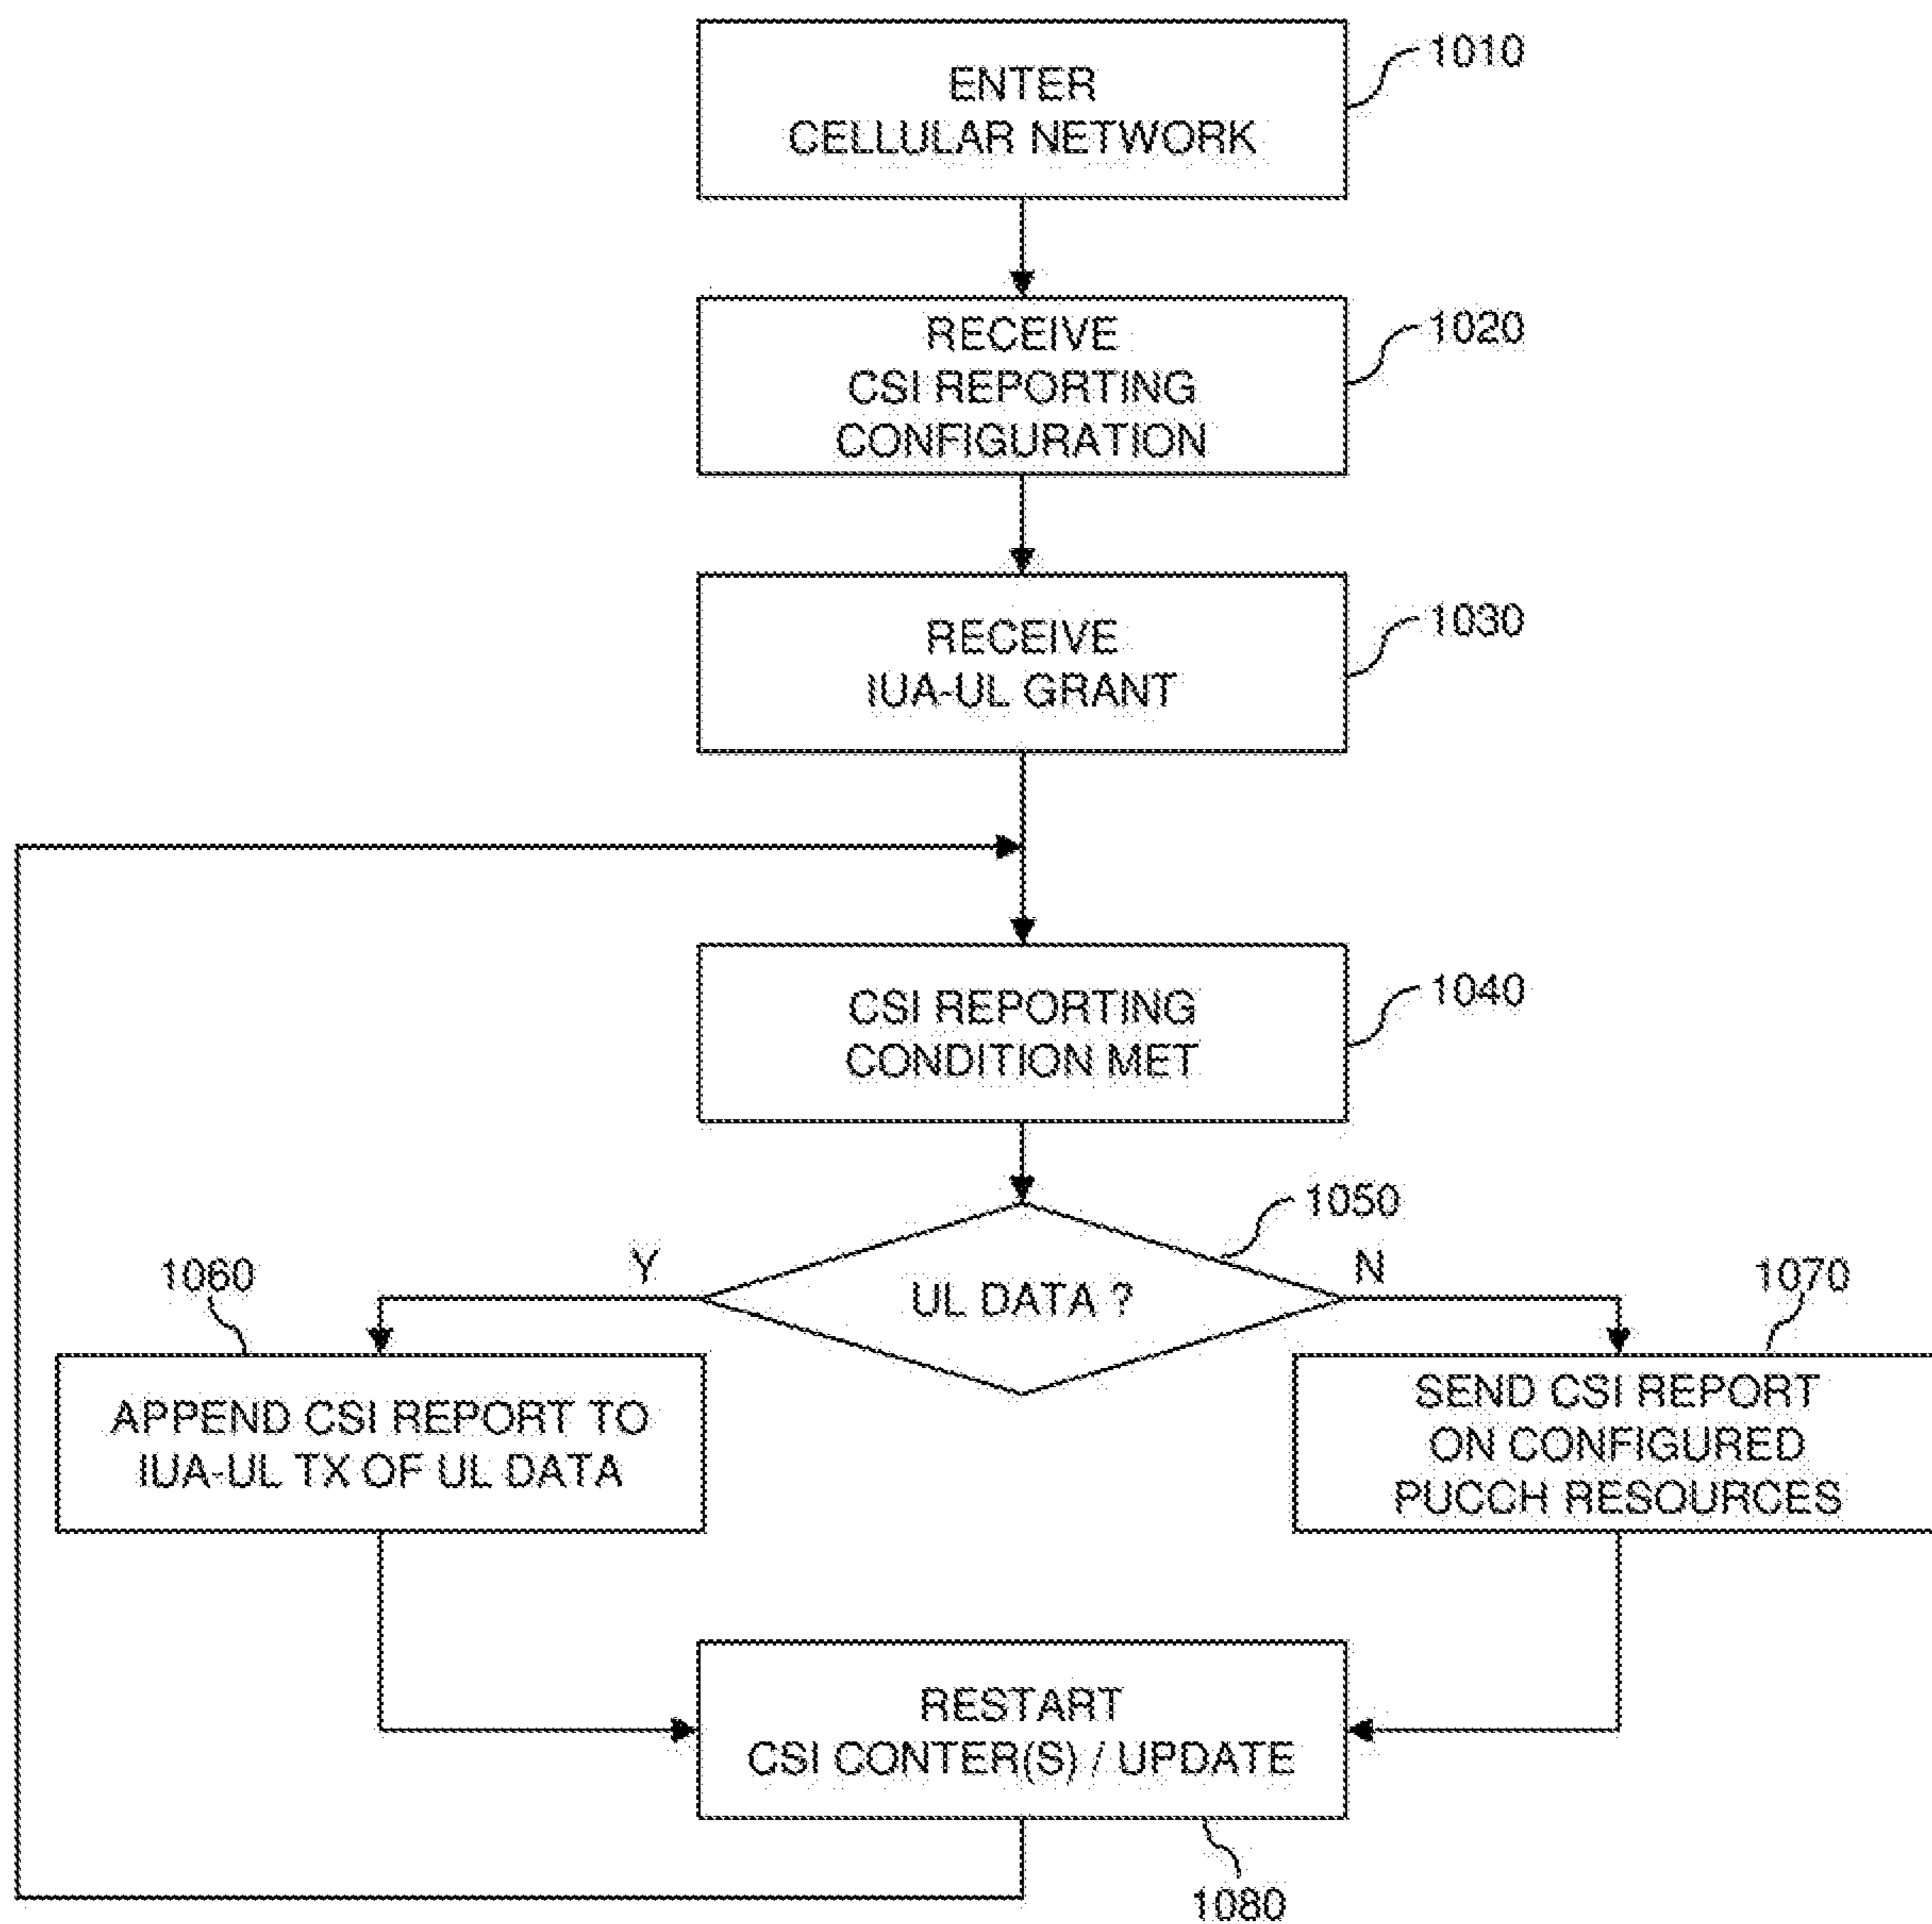 ENTER
CELLULAR NETWORK
1010
RECEIVE
CSI REPORTING
CONFIGURATION
1020
RECEIVE
IUA-UL GRANT
1030
CSI REPORTING
CONDITION MET
1040
1050
UL DATA ?
Y
N
1060
APPEND CSI REPORT TO
IUA-UL TX OF UL DATA
1070
SEND CSI REPORT
ON CONFIGURED
PUCCH RESOURCES
RESTART
CSI CONTER(S) / UPDATE
1080